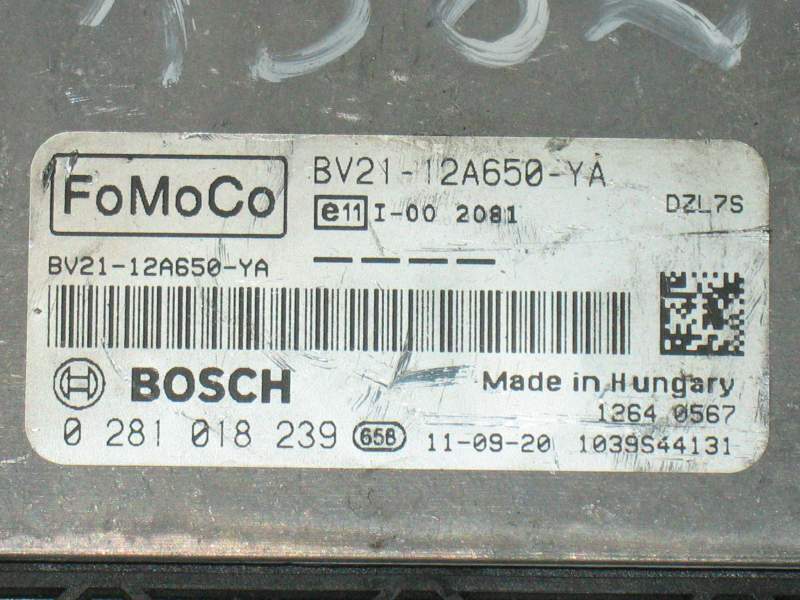 FoMoCo
BV21-12A650-YA
e11 I-00 2081
DZL7S
BV21-12A650-YA
BOSCH
Made in Hungary
1264 0567
0 281 018 239 656 11-09-20 1039S44131